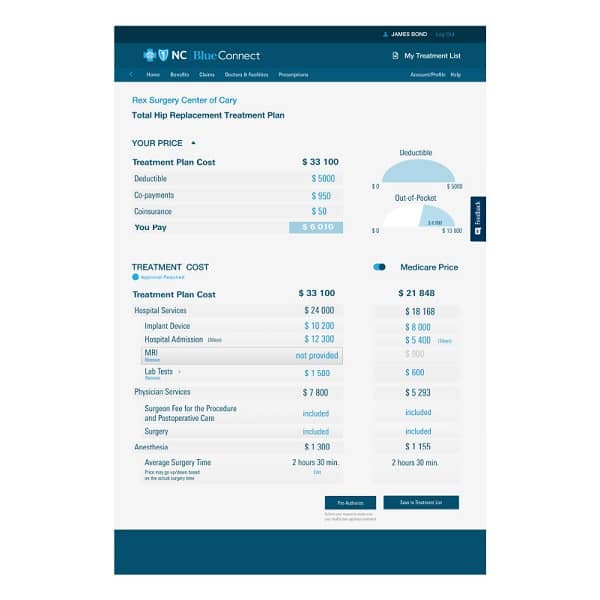 JAMES BOND Log Out
NC BlueConnect
My Treatment List
Home Benefits Claims Doctors & Facilities Prescriptions Account/Profile Help
Rex Surgery Center of Cary
Total Hip Replacement Treatment Plan
YOUR PRICE
Treatment Plan Cost $ 33 100
Deductible $ 5000
Co-payments $ 950
Coinsurance $ 50
You Pay $ 6 010
Deductible
$ 0 $ 5000
Out-of-Pocket
$ 0 $ 13 000
Feedback
TREATMENT COST
Approval Required
Medicare Price
Treatment Plan Cost $ 33 100 $ 21 848
Hospital Services $ 24 000 $ 18 168
Implant Device $ 10 200 $ 8 000
Hospital Admission $ 12 300 $ 5 400
MRI not provided $ 900
Remove
Lab Tests $ 1 500 $ 600
Remove
Physician Services $ 7 800 $ 5 293
Surgeon Fee for the Procedure
and Postoperative Care included included
Surgery included included
Anesthesia $ 1 300 $ 1 155
Average Surgery Time 2 hours 30 min. 2 hours 30 min.
Price may go up/down based
on the actual surgery time
Edit
Pre-Authorize Save to Treatment List